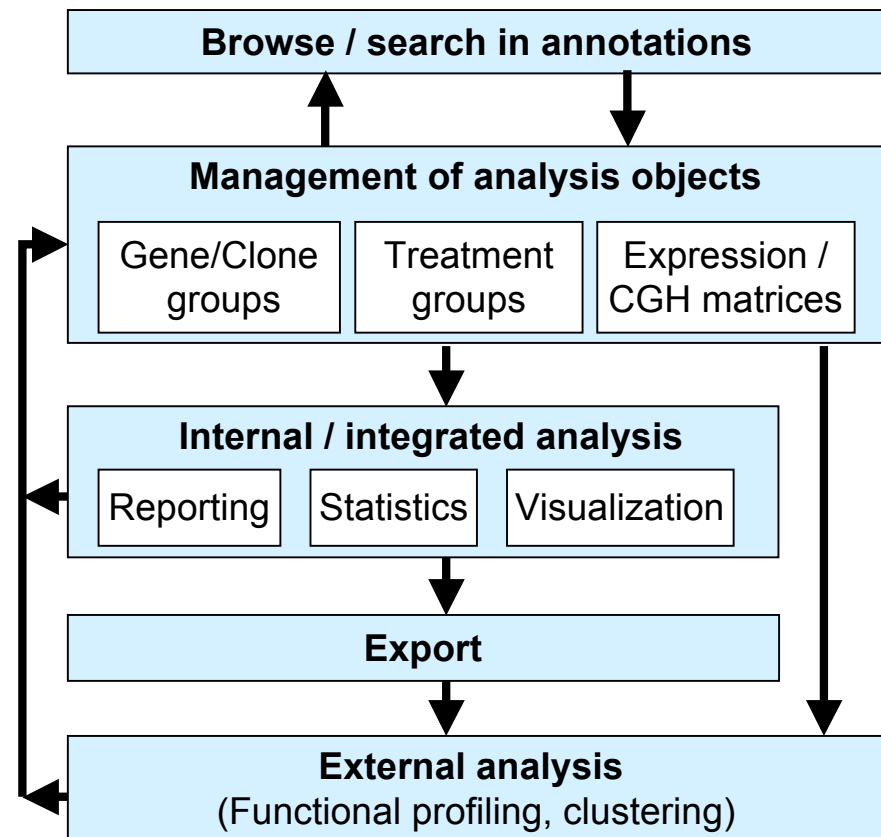 Browse / search in annotations
Management of analysis objects
Gene/Clone
groups
Treatment
groups
Expression /
CGH matrices
Internal / integrated analysis
Reporting
Statistics
Visualization
Export
External analysis
(Functional profiling, clustering)